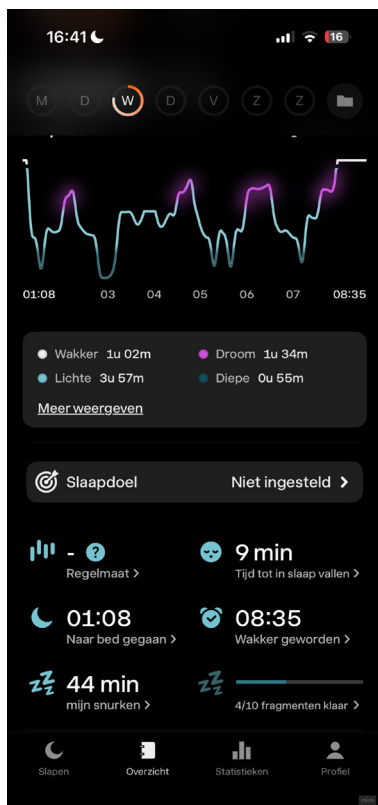 16:41
16
M D W D V Z Z
01:08 03 04 05 06 07 08:35
Wakker 1u 02m
Droom 1u 34m
Lichte 3u 57m
Diepe 0u 55m
Meer weergeven
Slaapdoel
Niet ingesteld >
- ?
Regelmaat >
9 min
Tijd tot in slaap vallen >
01:08
Naar bed gegaan >
08:35
Wakker geworden >
44 min
mijn snurken >
4/10 fragmenten klaar >
Slapen
Overzicht
Statistieken
Profiel